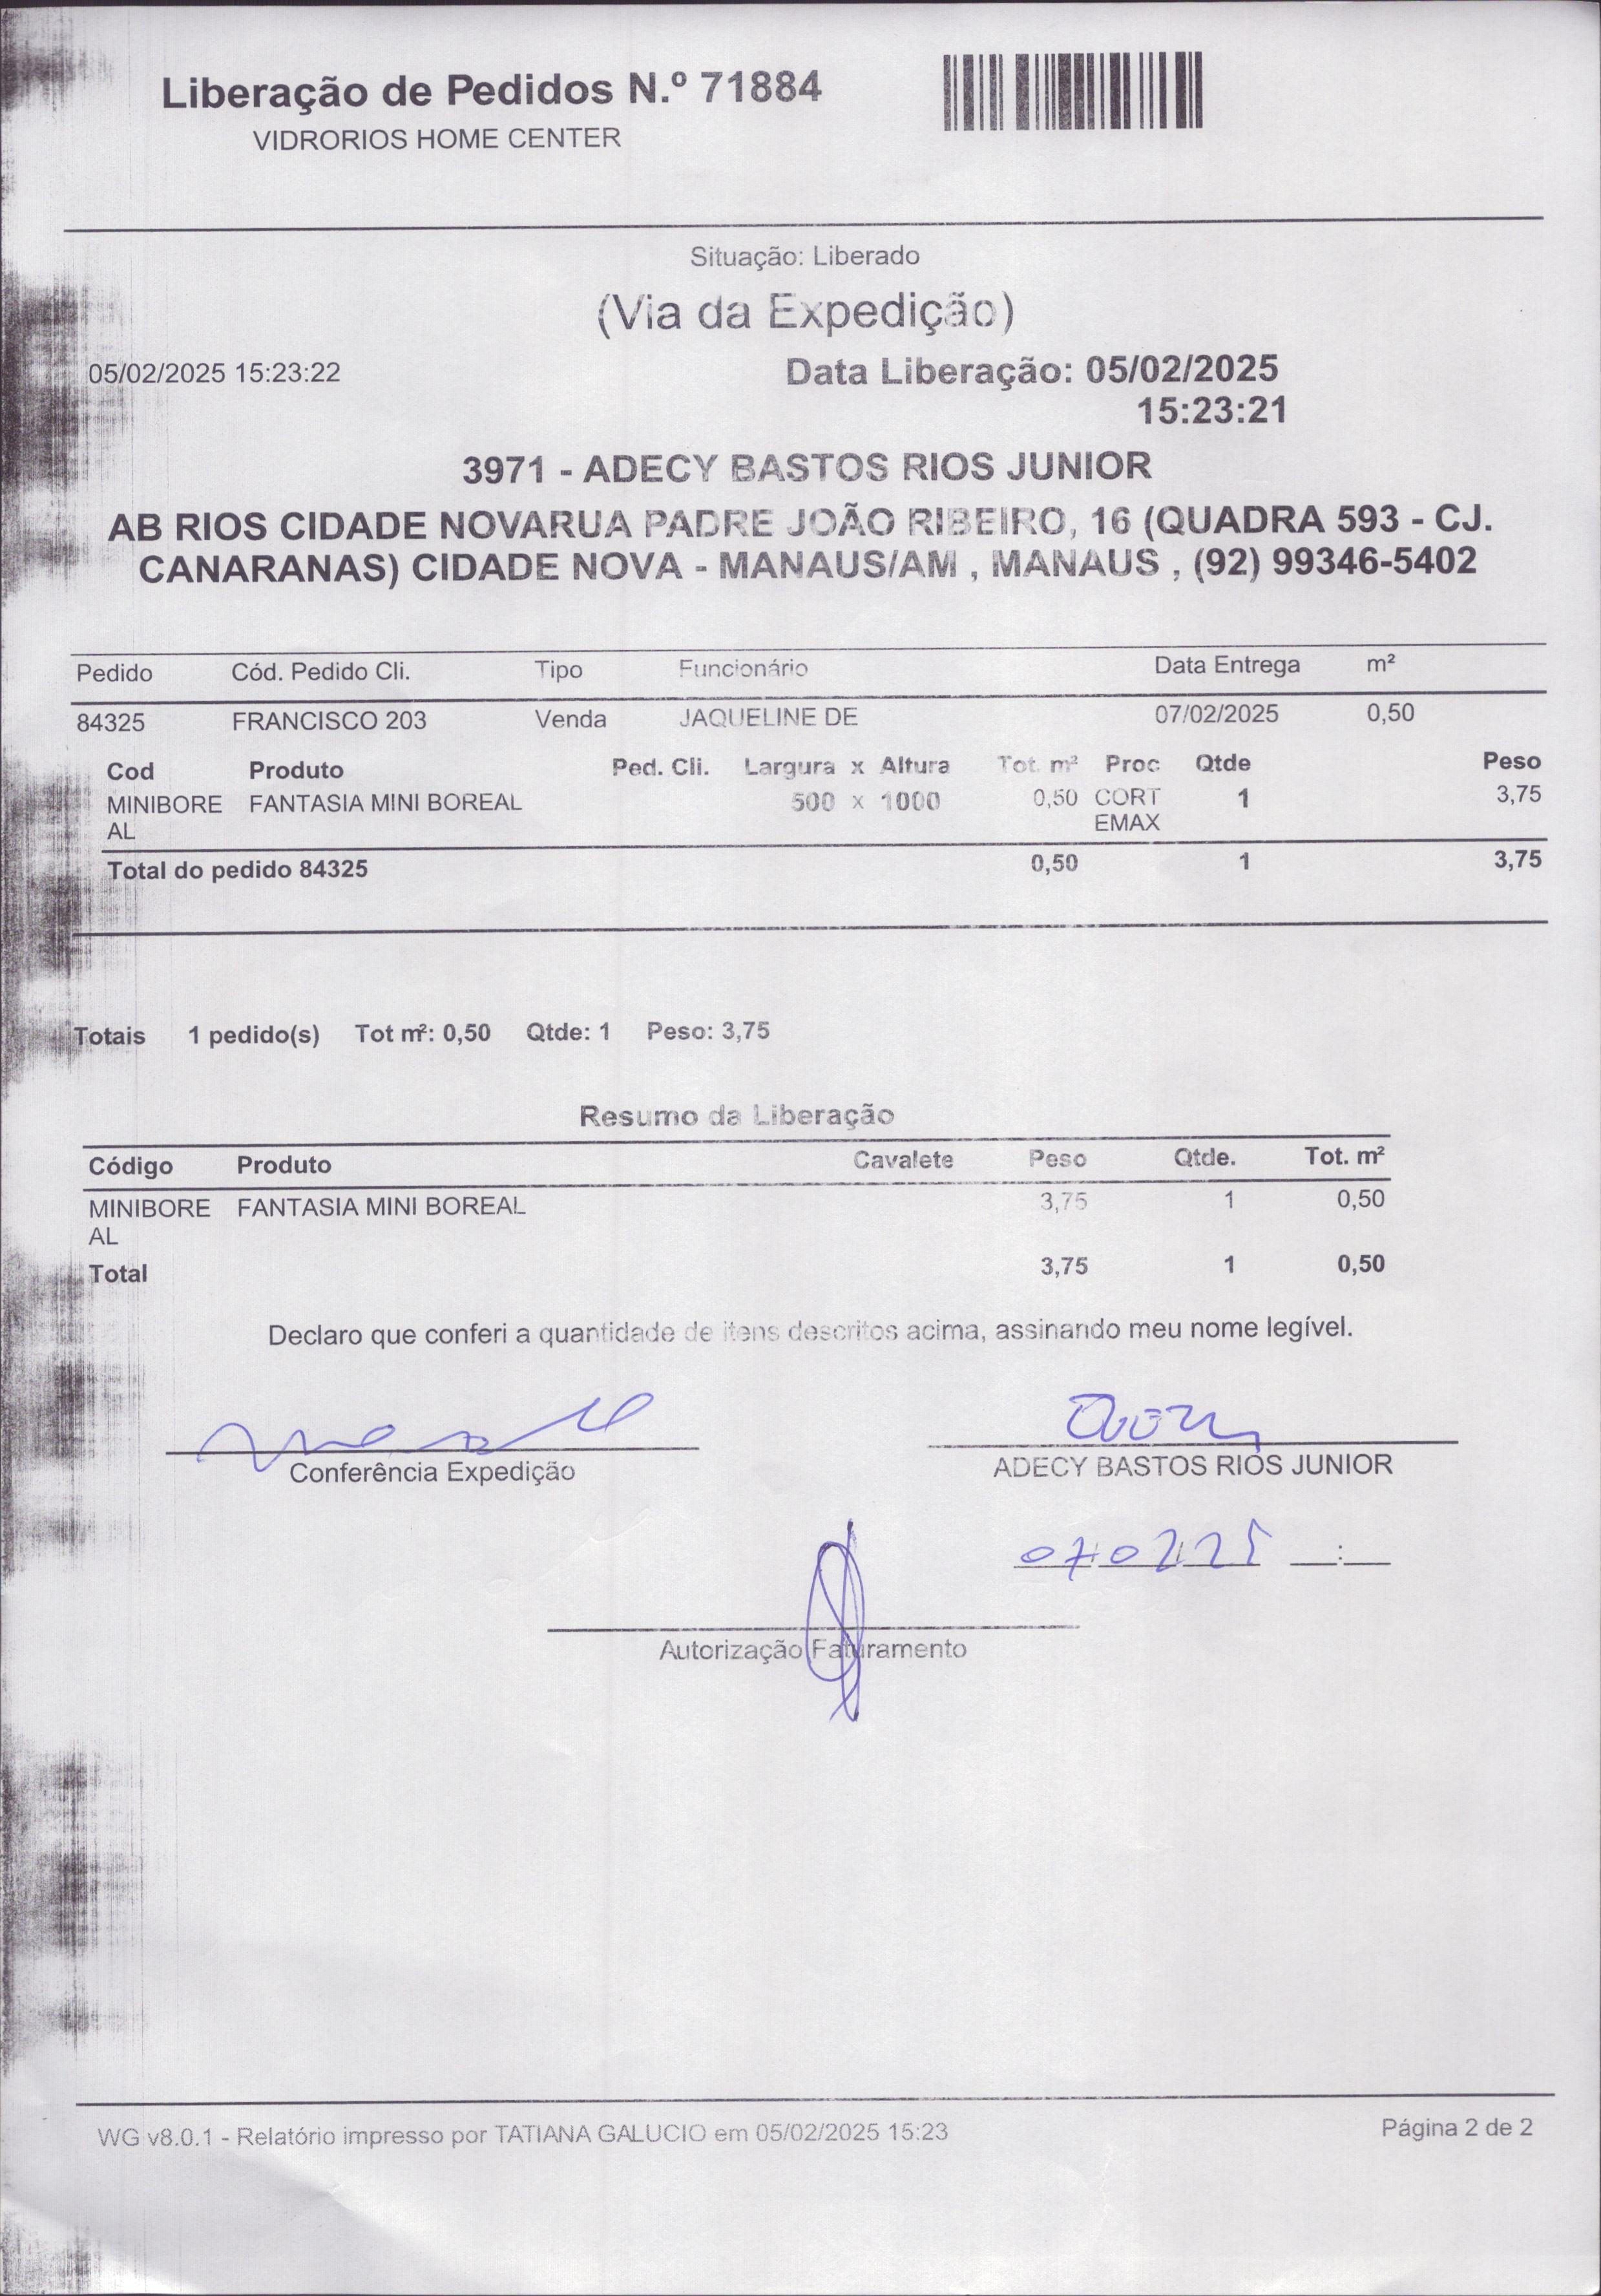 Liberação de Pedidos N.º 71884
VIDRORIOS HOME CENTER
Situação: Liberado
(Via da Expedição)
05/02/2025 15:23:22
Data Liberação: 05/02/2025
15:23:21
3971 - ADECY BASTOS RIOS JUNIOR
AB RIOS CIDADE NOVARUA PADRE JOÃO RIBEIRO, 16 (QUADRA 593 - CJ.
CANARANAS) CIDADE NOVA - MANAUS/AM , MANAUS , (92) 99346-5402
Pedido Cód. Pedido Cli. Tipo Funcionário Data Entrega m²
84325 FRANCISCO 203 Venda JAQUELINE DE 07/02/2025 0,50
Cod Produto Ped. Cli. Largura x Altura Tot. m² Proc Qtde Peso
MINIBORE FANTASIA MINI BOREAL 500 x 1000 0,50 CORT 1 3,75
AL EMAX
Total do pedido 84325 0,50 1 3,75
Totais 1 pedido(s) Tot m²: 0,50 Qtde: 1 Peso: 3,75
Resumo da Liberação
Código Produto Cavalete Peso Qtde. Tot. m²
MINIBORE FANTASIA MINI BOREAL 3,75 1 0,50
AL
Total 3,75 1 0,50
Declaro que conferi a quantidade de itens descritos acima, assinando meu nome legível.
Conferência Expedição
ADECY BASTOS RIOS JUNIOR
07/02/25 __:__
Autorização Faturamento
WG v8.0.1 - Relatório impresso por TATIANA GALUCIO em 05/02/2025 15:23
Página 2 de 2